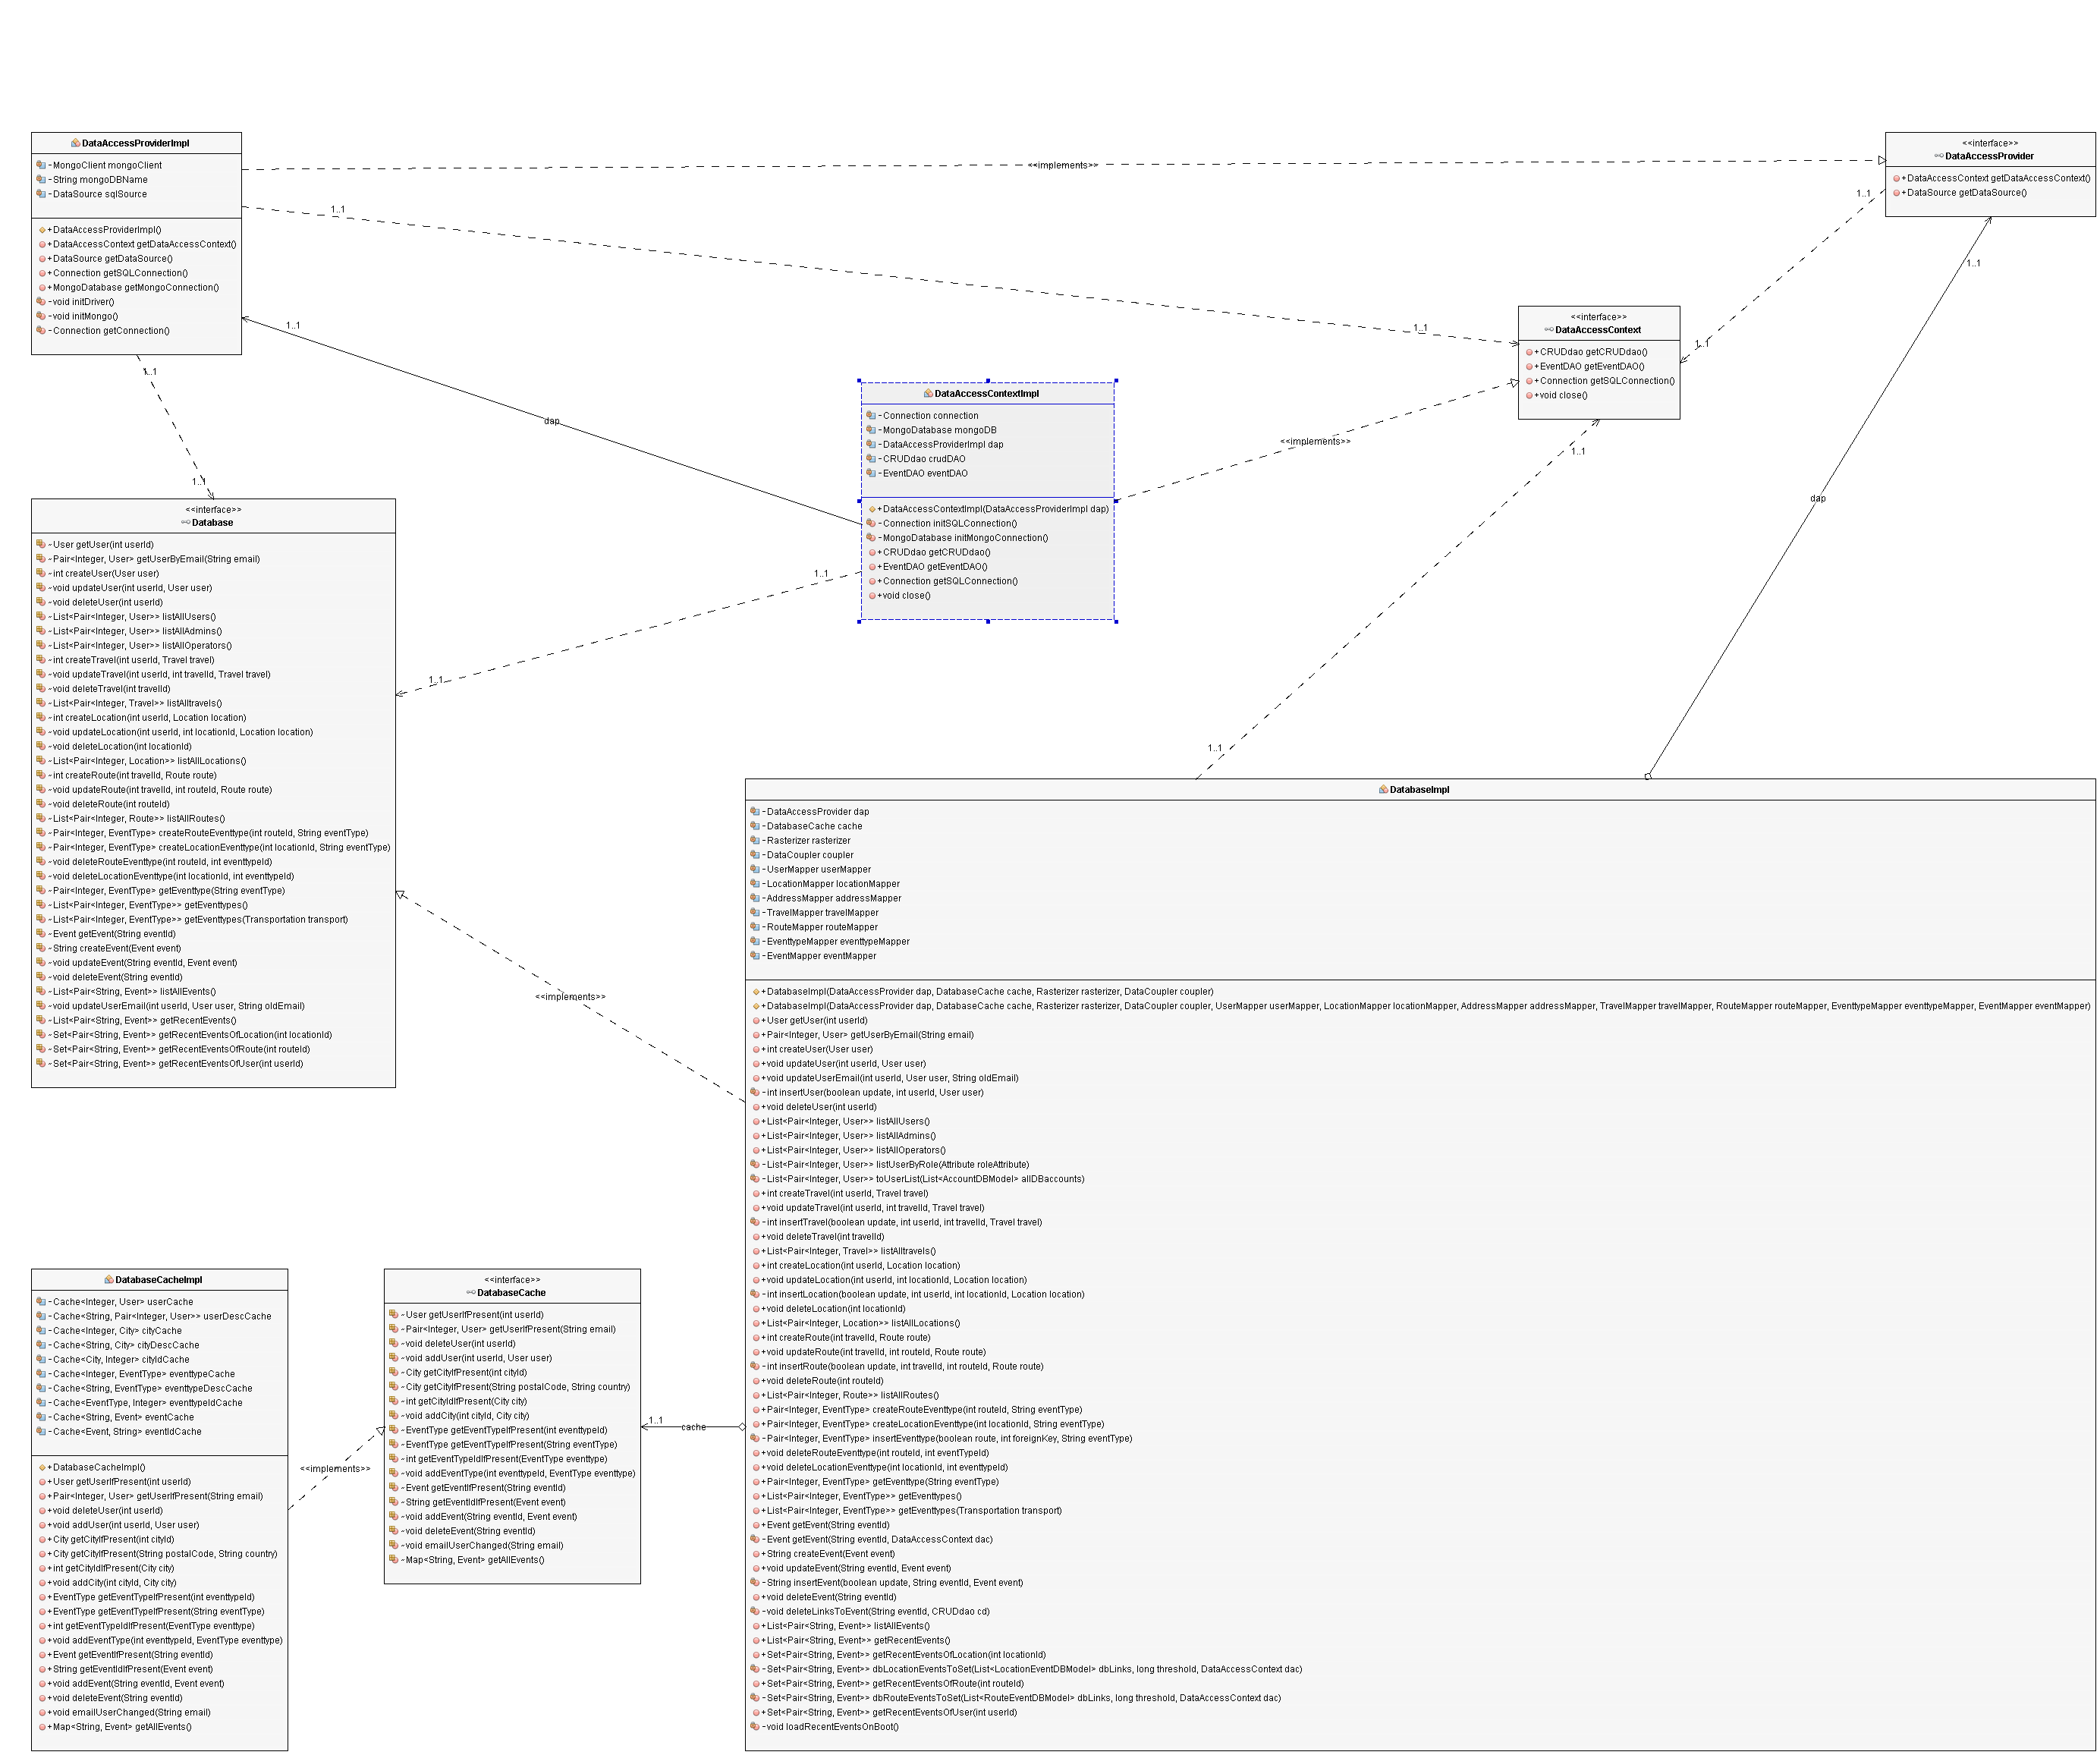 DataAccessProviderImpl
-MongoClient mongoClient
-String mongoDBName
-DataSource sqlSource
+DataAccessProviderImpl()
+DataAccessContext getDataAccessContext()
+DataSource getDataSource()
+Connection getSQLConnection()
+MongoDatabase getMongoConnection()
-void initDriver()
-void initMongo()
-Connection getConnection()
<<implements>>
<<interface>>
DataAccessProvider
+DataAccessContext getDataAccessContext()
+DataSource getDataSource()
1..1
1..1
1..1
1..1
1..1
1..1
dap
<<interface>>
DataAccessContext
+CRUDdao getCRUDdao()
+EventDAO getEventDAO()
+Connection getSQLConnection()
+void close()
1..1
1..1
DataAccessContextImpl
-Connection connection
-MongoDatabase mongoDB
-DataAccessProviderImpl dap
-CRUDdao crudDAO
-EventDAO eventDAO
+DataAccessContextImpl(DataAccessProviderImpl dap)
-Connection initSQLConnection()
-MongoDatabase initMongoConnection()
+CRUDdao getCRUDdao()
+EventDAO getEventDAO()
+Connection getSQLConnection()
+void close()
<<implements>>
1..1
1..1
dap
1..1
1..1
<<interface>>
Database
~User getUser(int userId)
~Pair<Integer, User> getUserByEmail(String email)
~int createUser(User user)
~void updateUser(int userId, User user)
~void deleteUser(int userId)
~List<Pair<Integer, User>> listAllUsers()
~List<Pair<Integer, User>> listAllAdmins()
~List<Pair<Integer, User>> listAllOperators()
~int createTravel(int userId, Travel travel)
~void updateTravel(int userId, int travelId, Travel travel)
~void deleteTravel(int travelId)
~List<Pair<Integer, Travel>> listAlltravels()
~int createLocation(int userId, Location location)
~void updateLocation(int userId, int locationId, Location location)
~void deleteLocation(int locationId)
~List<Pair<Integer, Location>> listAllLocations()
~int createRoute(int travelId, Route route)
~void updateRoute(int travelId, int routeId, Route route)
~void deleteRoute(int routeId)
~List<Pair<Integer, Route>> listAllRoutes()
~Pair<Integer, EventType> createRouteEventtype(int routeId, String eventType)
~Pair<Integer, EventType> createLocationEventtype(int locationId, String eventType)
~void deleteRouteEventtype(int routeId, int eventtypeId)
~void deleteLocationEventtype(int locationId, int eventtypeId)
~Pair<Integer, EventType> getEventtype(String eventType)
~List<Pair<Integer, EventType>> getEventtypes()
~List<Pair<Integer, EventType>> getEventtypes(Transportation transport)
~Event getEvent(String eventId)
~String createEvent(Event event)
~void updateEvent(String eventId, Event event)
~void deleteEvent(String eventId)
~List<Pair<String, Event>> listAllEvents()
~void updateUserEmail(int userId, User user, String oldEmail)
~List<Pair<String, Event>> getRecentEvents()
~Set<Pair<String, Event>> getRecentEventsOfLocation(int locationId)
~Set<Pair<String, Event>> getRecentEventsOfRoute(int routeId)
~Set<Pair<String, Event>> getRecentEventsOfUser(int userId)
<<implements>>
DatabaseImpl
-DataAccessProvider dap
-DatabaseCache cache
-Rasterizer rasterizer
-DataCoupler coupler
-UserMapper userMapper
-LocationMapper locationMapper
-AddressMapper addressMapper
-TravelMapper travelMapper
-RouteMapper routeMapper
-EventtypeMapper eventtypeMapper
-EventMapper eventMapper
+DatabaseImpl(DataAccessProvider dap, DatabaseCache cache, Rasterizer rasterizer, DataCoupler coupler)
+DatabaseImpl(DataAccessProvider dap, DatabaseCache cache, Rasterizer rasterizer, DataCoupler coupler, UserMapper userMapper, LocationMapper locationMapper, AddressMapper addressMapper, TravelMapper travelMapper, RouteMapper routeMapper, EventtypeMapper eventtypeMapper, EventMapper eventMapper)
+User getUser(int userId)
+Pair<Integer, User> getUserByEmail(String email)
+int createUser(User user)
+void updateUser(int userId, User user)
+void updateUserEmail(int userId, User user, String oldEmail)
-int insertUser(boolean update, int userId, User user)
+void deleteUser(int userId)
+List<Pair<Integer, User>> listAllUsers()
+List<Pair<Integer, User>> listAllAdmins()
+List<Pair<Integer, User>> listAllOperators()
-List<Pair<Integer, User>> listUserByRole(Attribute roleAttribute)
-List<Pair<Integer, User>> toUserList(List<AccountDBModel> allDBaccounts)
+int createTravel(int userId, Travel travel)
+void updateTravel(int userId, int travelId, Travel travel)
-int insertTravel(boolean update, int userId, int travelId, Travel travel)
+void deleteTravel(int travelId)
+List<Pair<Integer, Travel>> listAlltravels()
+int createLocation(int userId, Location location)
+void updateLocation(int userId, int locationId, Location location)
-int insertLocation(boolean update, int userId, int locationId, Location location)
+void deleteLocation(int locationId)
+List<Pair<Integer, Location>> listAllLocations()
+int createRoute(int travelId, Route route)
+void updateRoute(int travelId, int routeId, Route route)
-int insertRoute(boolean update, int travelId, int routeId, Route route)
+void deleteRoute(int routeId)
+List<Pair<Integer, Route>> listAllRoutes()
+Pair<Integer, EventType> createRouteEventtype(int routeId, String eventType)
+Pair<Integer, EventType> createLocationEventtype(int locationId, String eventType)
-Pair<Integer, EventType> insertEventtype(boolean route, int foreignKey, String eventType)
+void deleteRouteEventtype(int routeId, int eventTypeId)
+void deleteLocationEventtype(int locationId, int eventtypeId)
+Pair<Integer, EventType> getEventtype(String eventType)
+List<Pair<Integer, EventType>> getEventtypes()
+List<Pair<Integer, EventType>> getEventtypes(Transportation transport)
+Event getEvent(String eventId)
-Event getEvent(String eventId, DataAccessContext dac)
+String createEvent(Event event)
+void updateEvent(String eventId, Event event)
-String insertEvent(boolean update, String eventId, Event event)
+void deleteEvent(String eventId)
-void deleteLinksToEvent(String eventId, CRUDdao cd)
+List<Pair<String, Event>> listAllEvents()
+List<Pair<String, Event>> getRecentEvents()
+Set<Pair<String, Event>> getRecentEventsOfLocation(int locationId)
-Set<Pair<String, Event>> dbLocationEventsToSet(List<LocationEventDBModel> dbLinks, long threshold, DataAccessContext dac)
+Set<Pair<String, Event>> getRecentEventsOfRoute(int routeId)
-Set<Pair<String, Event>> dbRouteEventsToSet(List<RouteEventDBModel> dbLinks, long threshold, DataAccessContext dac)
+Set<Pair<String, Event>> getRecentEventsOfUser(int userId)
-void loadRecentEventsOnBoot()
DatabaseCacheImpl
-Cache<Integer, User> userCache
-Cache<String, Pair<Integer, User>> userDescCache
-Cache<Integer, City> cityCache
-Cache<String, City> cityDescCache
-Cache<City, Integer> cityIdCache
-Cache<Integer, EventType> eventtypeCache
-Cache<String, EventType> eventtypeDescCache
-Cache<EventType, Integer> eventtypeIdCache
-Cache<String, Event> eventCache
-Cache<Event, String> eventIdCache
+DatabaseCacheImpl()
+User getUserIfPresent(int userId)
+Pair<Integer, User> getUserIfPresent(String email)
+void deleteUser(int userId)
+void addUser(int userId, User user)
+City getCityIfPresent(int cityId)
+City getCityIfPresent(String postalCode, String country)
+int getCityIdIfPresent(City city)
+void addCity(int cityId, City city)
+EventType getEventTypeIfPresent(int eventtypeId)
+EventType getEventTypeIfPresent(String eventType)
+int getEventTypeIdIfPresent(EventType eventtype)
+void addEventType(int eventtypeId, EventType eventtype)
+Event getEventIfPresent(String eventId)
+String getEventIdIfPresent(Event event)
+void addEvent(String eventId, Event event)
+void deleteEvent(String eventId)
+void emailUserChanged(String email)
+Map<String, Event> getAllEvents()
<<implements>>
<<interface>>
DatabaseCache
~User getUserIfPresent(int userId)
~Pair<Integer, User> getUserIfPresent(String email)
~void deleteUser(int userId)
~void addUser(int userId, User user)
~City getCityIfPresent(int cityId)
~City getCityIfPresent(String postalCode, String country)
~int getCityIdIfPresent(City city)
~void addCity(int cityId, City city)
~EventType getEventTypeIfPresent(int eventtypeId)
~EventType getEventTypeIfPresent(String eventType)
~int getEventTypeIdIfPresent(EventType eventtype)
~void addEventType(int eventtypeId, EventType eventtype)
~Event getEventIfPresent(String eventId)
~String getEventIdIfPresent(Event event)
~void addEvent(String eventId, Event event)
~void deleteEvent(String eventId)
~void emailUserChanged(String email)
~Map<String, Event> getAllEvents()
1..1
cache